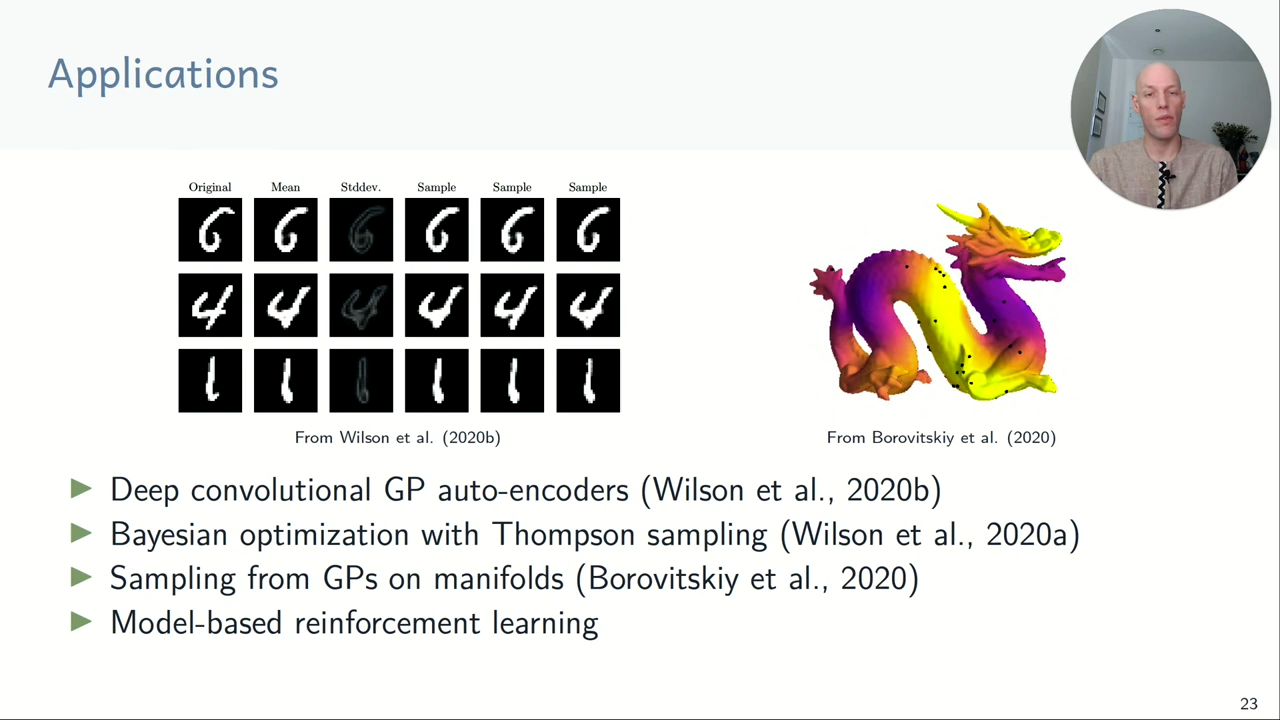 Applications
Original Mean Stddev. Sample Sample Sample
From Wilson et al. (2020b)
From Borovitskiy et al. (2020)
▶ Deep convolutional GP auto-encoders (Wilson et al., 2020b)
▶ Bayesian optimization with Thompson sampling (Wilson et al., 2020a)
▶ Sampling from GPs on manifolds (Borovitskiy et al., 2020)
▶ Model-based reinforcement learning
23